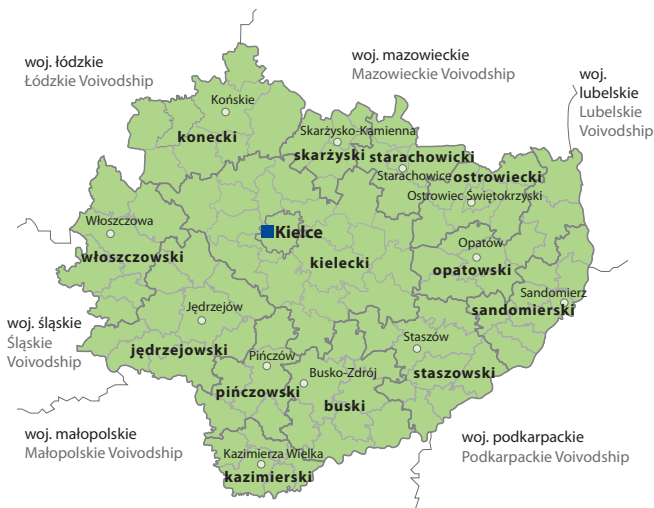 woj. łódzkie
Łódzkie Voivodship
woj. mazowieckie
Mazowieckie Voivodship
woj.
lubelskie
Lubelskie
Voivodship
Końskie
konecki
Skarżysko-Kamienna
skarżyski
starachowicki
Starachowice
ostrowiecki
Ostrowiec Świętokrzyski
Włoszczowa
włoszczowski
Kielce
kielecki
Opatów
opatowski
Sandomierz
sandomierski
Jędrzejów
jędrzejowski
woj. śląskie
Śląskie
Voivodship
Pińczów
pińczowski
Busko-Zdrój
buski
Staszów
staszowski
woj. małopolskie
Małopolskie Voivodship
Kazimierza Wielka
kazimierski
woj. podkarpackie
Podkarpackie Voivodship